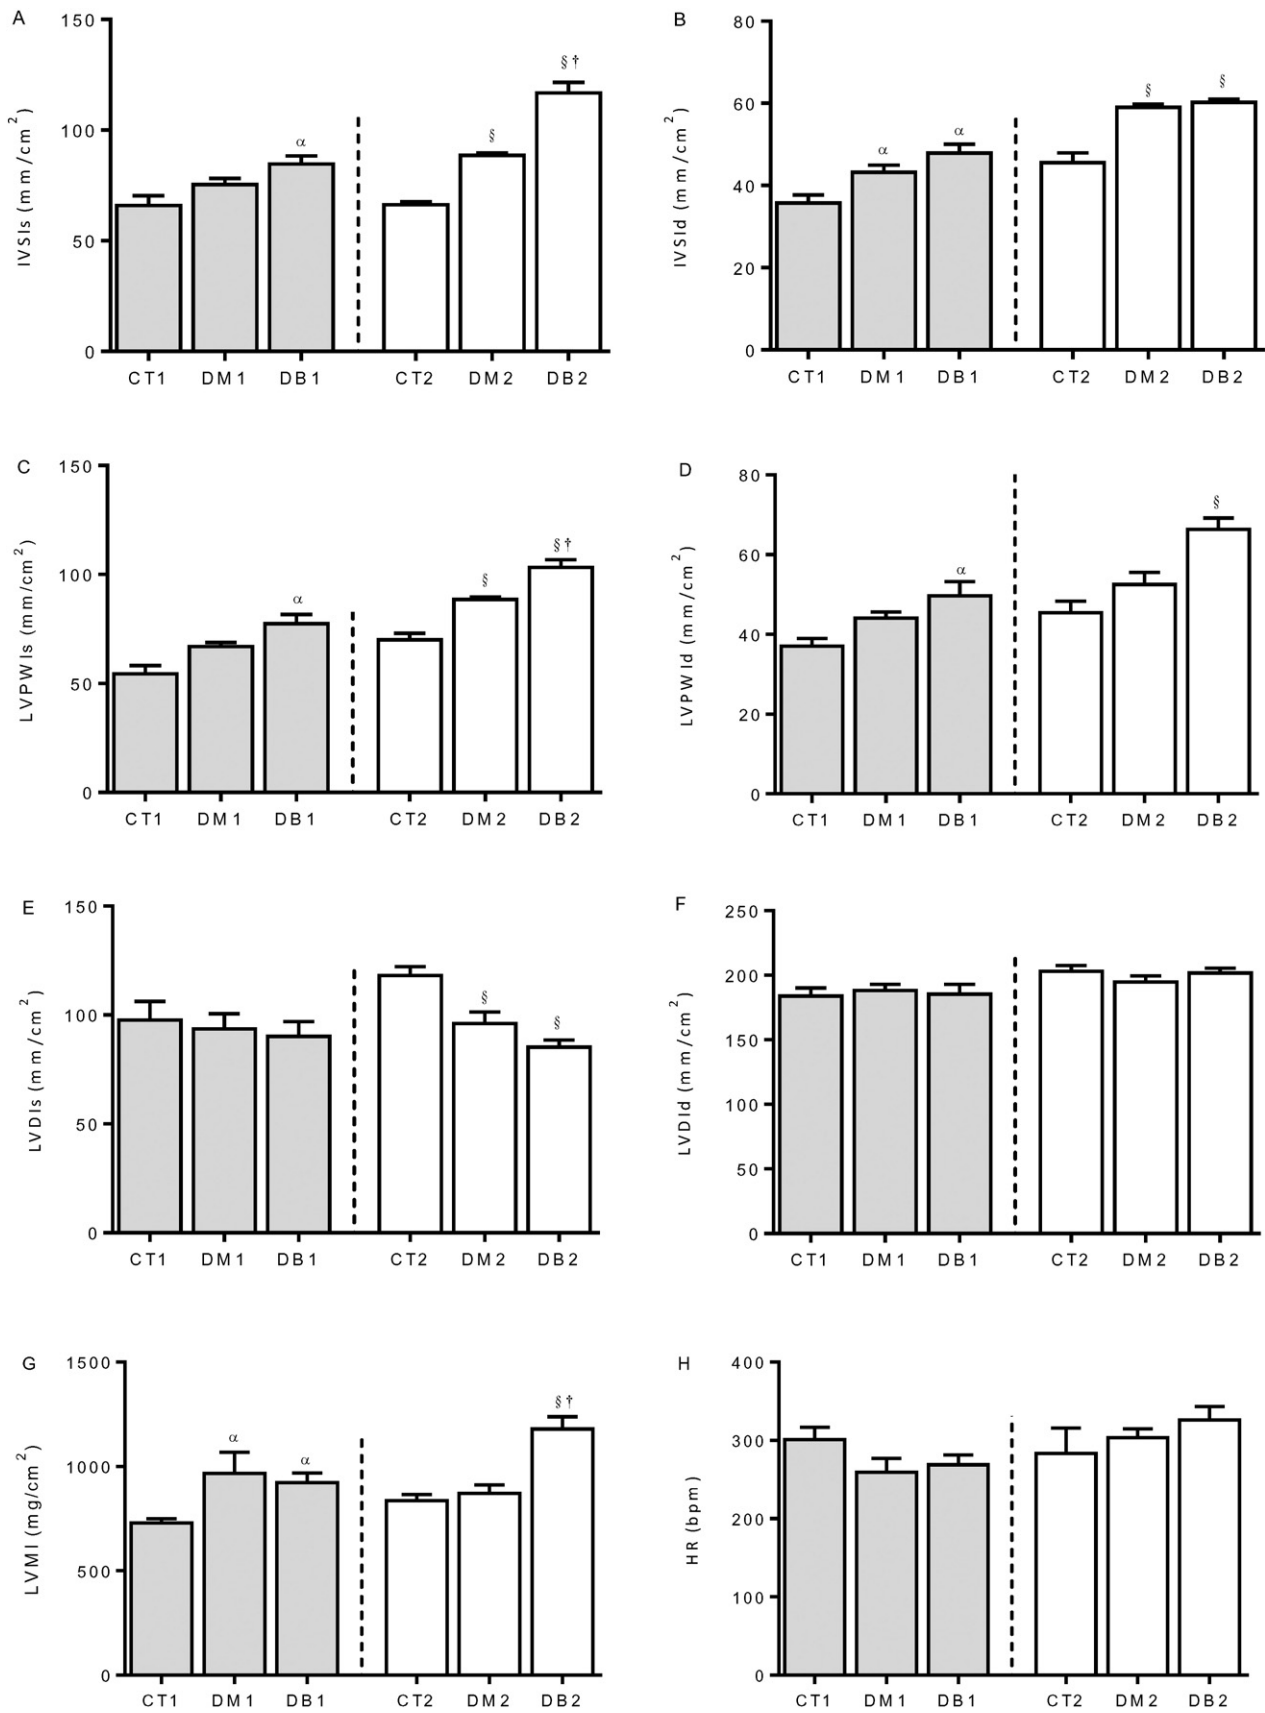 A
IVSIs (mm/cm²)
150
100
50
0
α
§
§ †
CT1 DM1 DB1 CT2 DM2 DB2
B
IVSId (mm/cm²)
80
60
40
20
0
α
α
§
§
CT1 DM1 DB1 CT2 DM2 DB2
C
LVPWIs (mm/cm²)
150
100
50
0
α
§
§ †
CT1 DM1 DB1 CT2 DM2 DB2
D
LVPWId (mm/cm²)
80
60
40
20
0
α
§
CT1 DM1 DB1 CT2 DM2 DB2
E
LVDIs (mm/cm²)
150
100
50
0
§
§
CT1 DM1 DB1 CT2 DM2 DB2
F
LVDId (mm/cm²)
250
200
150
100
50
0
CT1 DM1 DB1 CT2 DM2 DB2
G
LVMI (mg/cm²)
1500
1000
500
0
α
α
§ †
CT1 DM1 DB1 CT2 DM2 DB2
H
HR (bpm)
400
300
200
100
0
CT1 DM1 DB1 CT2 DM2 DB2